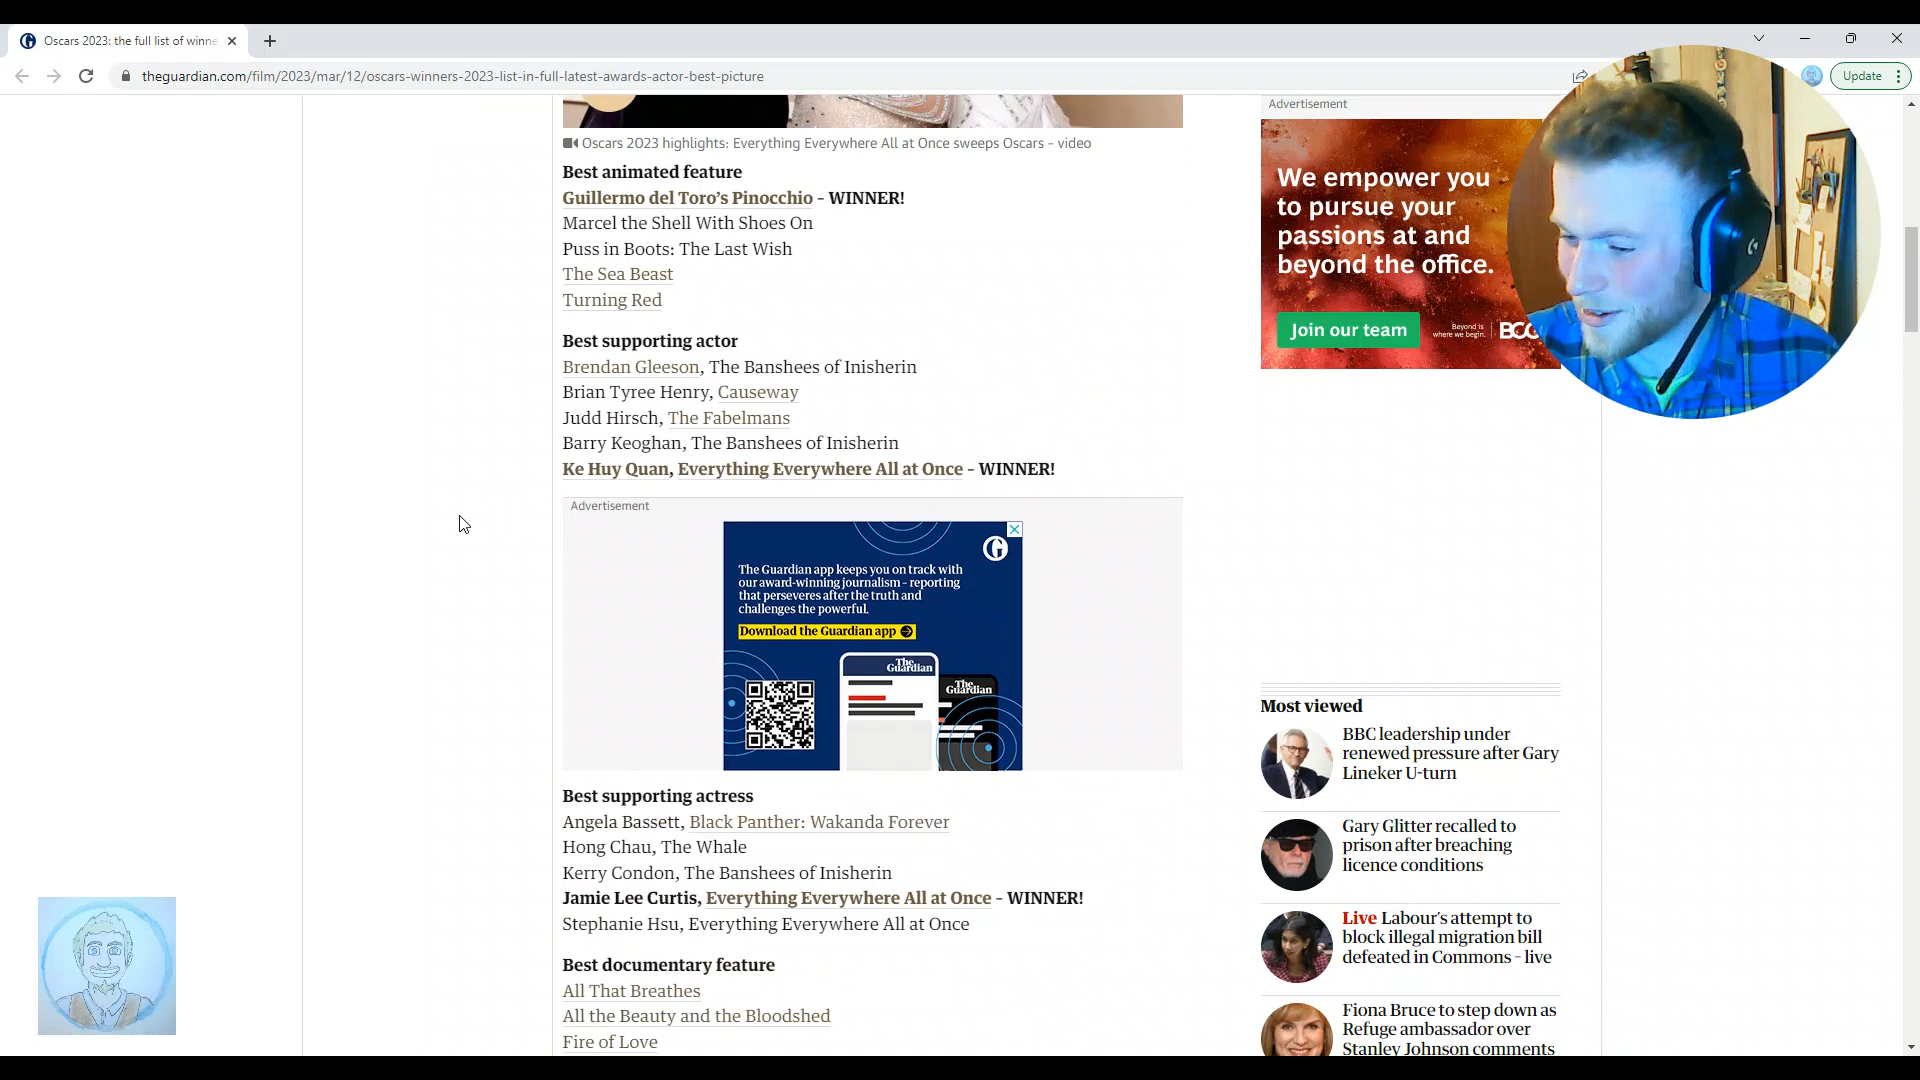 Oscars 2023: the full list of winne
Update
theguardian.com/film/2023/mar/12/oscars-winners-2023-list-in-full-latest-awards-actor-best-picture
Oscars 2023 highlights: Everything Everywhere All at Once sweeps Oscars – video
Best animated feature
Guillermo del Toro’s Pinocchio – WINNER!
Marcel the Shell With Shoes On
Puss in Boots: The Last Wish
The Sea Beast
Turning Red
Best supporting actor
Brendan Gleeson, The Banshees of Inisherin
Brian Tyree Henry, Causeway
Judd Hirsch, The Fabelmans
Barry Keoghan, The Banshees of Inisherin
Ke Huy Quan, Everything Everywhere All at Once – WINNER!
Advertisement
The Guardian app keeps you on track with
our award-winning journalism – reporting
that perseveres after the truth and
challenges the powerful.
Download the Guardian app
The
Guardian
The
Guardian
Best supporting actress
Angela Bassett, Black Panther: Wakanda Forever
Hong Chau, The Whale
Kerry Condon, The Banshees of Inisherin
Jamie Lee Curtis, Everything Everywhere All at Once – WINNER!
Stephanie Hsu, Everything Everywhere All at Once
Best documentary feature
All That Breathes
All the Beauty and the Bloodshed
Fire of Love
Advertisement
We empower you
to pursue your
passions at and
beyond the office.
Join our team
Beyond is
where we begin.
BCG
Most viewed
BBC leadership under
renewed pressure after Gary
Lineker U-turn
Gary Glitter recalled to
prison after breaching
licence conditions
Live Labour’s attempt to
block illegal migration bill
defeated in Commons – live
Fiona Bruce to step down as
Refuge ambassador over
Stanley Johnson comments